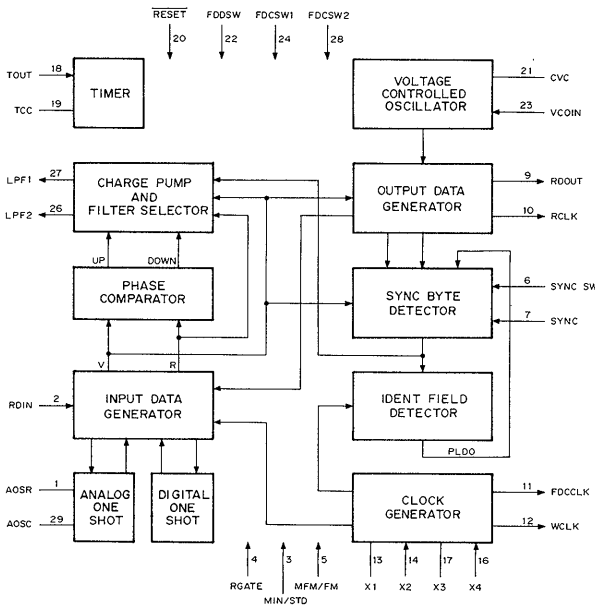 RESET FDDSW FDCSW1 FDCSW2
20 22 24 28
TOUT 18
TIMER
TCC 19
VOLTAGE
CONTROLLED
OSCILLATOR
21 CVC
23 VCOIN
LPF1 27
LPF2 26
CHARGE PUMP
AND
FILTER SELECTOR
OUTPUT DATA
GENERATOR
9 RDOUT
10 RCLK
UP DOWN
PHASE
COMPARATOR
SYNC BYTE
DETECTOR
6 SYNC SW
7 SYNC
V R
RDIN 2
INPUT DATA
GENERATOR
IDENT FIELD
DETECTOR
PLDO
AOSR 1
AOSC 29
ANALOG
ONE
SHOT
DIGITAL
ONE
SHOT
CLOCK
GENERATOR
11 FDCCLK
12 WCLK
4 3 5
RGATE MFM/FM
MIN/STD
13 14 17 16
X1 X2 X3 X4